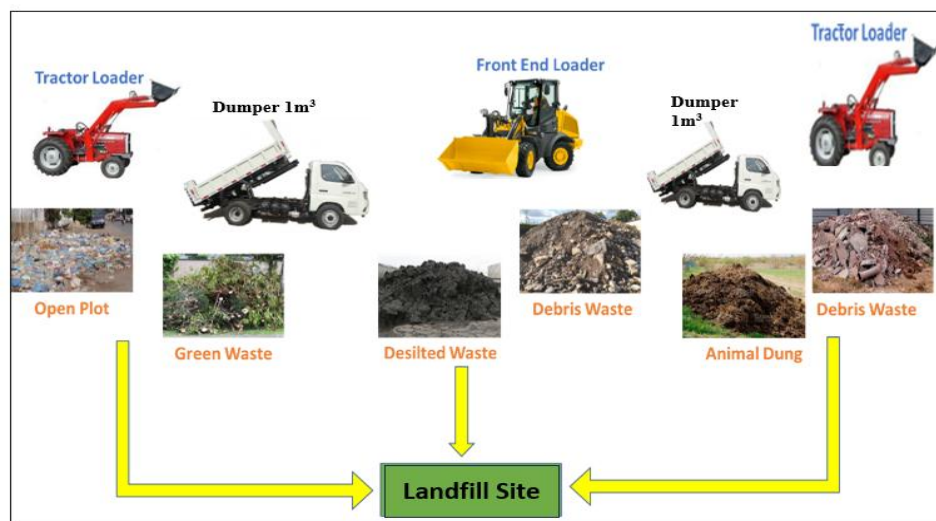 Tractor Loader
Dumper 1m³
Front End Loader
Dumper
1m³
Tractor Loader
Open Plot
Green Waste
Desilted Waste
Debris Waste
Animal Dung
Debris Waste
Landfill Site